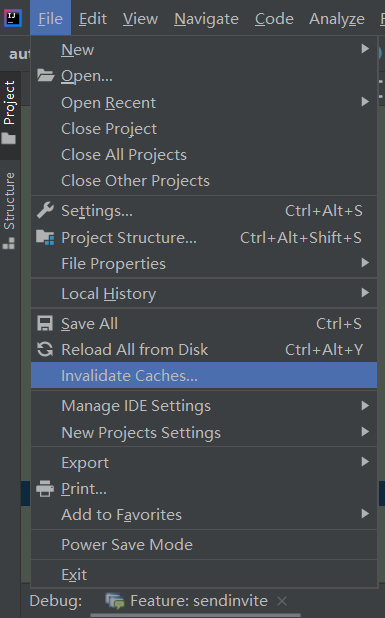 IJ
File Edit View Navigate Code Analyze
aut
Project
Structure
New
Open...
Open Recent
Close Project
Close All Projects
Close Other Projects
Settings... Ctrl+Alt+S
Project Structure... Ctrl+Alt+Shift+S
File Properties
Local History
Save All Ctrl+S
Reload All from Disk Ctrl+Alt+Y
Invalidate Caches...
Manage IDE Settings
New Projects Settings
Export
Print...
Add to Favorites
Power Save Mode
Exit
Debug: Feature: sendinvite